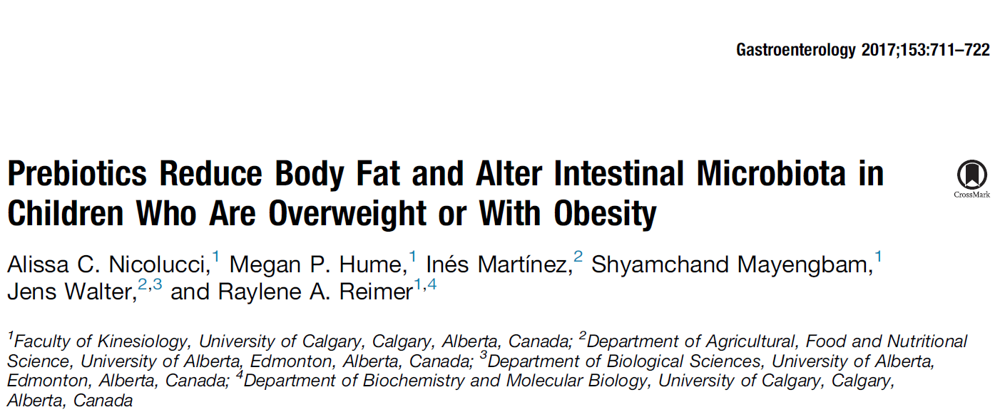 Gastroenterology 2017;153:711–722
Prebiotics Reduce Body Fat and Alter Intestinal Microbiota in
Children Who Are Overweight or With Obesity
CrossMark
Alissa C. Nicolucci,1 Megan P. Hume,1 Inés Martínez,2 Shyamchand Mayengbam,1
Jens Walter,2,3 and Raylene A. Reimer1,4
1Faculty of Kinesiology, University of Calgary, Calgary, Alberta, Canada; 2Department of Agricultural, Food and Nutritional
Science, University of Alberta, Edmonton, Alberta, Canada; 3Department of Biological Sciences, University of Alberta,
Edmonton, Alberta, Canada; 4Department of Biochemistry and Molecular Biology, University of Calgary, Calgary,
Alberta, Canada